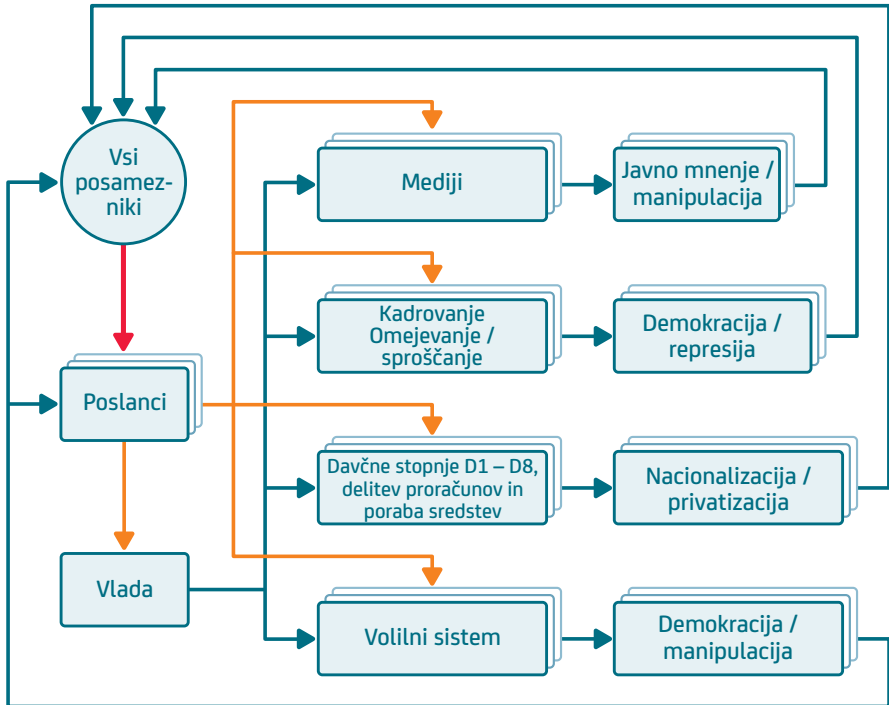 Vsi
posamez-
niki
Mediji
Javno mnenje /
manipulacija
Kadrovanje
Omejevanje /
sproščanje
Demokracija /
represija
Poslanci
Davčne stopnje D1 – D8,
delitev proračunov in
poraba sredstev
Nacionalizacija /
privatizacija
Vlada
Volilni sistem
Demokracija /
manipulacija